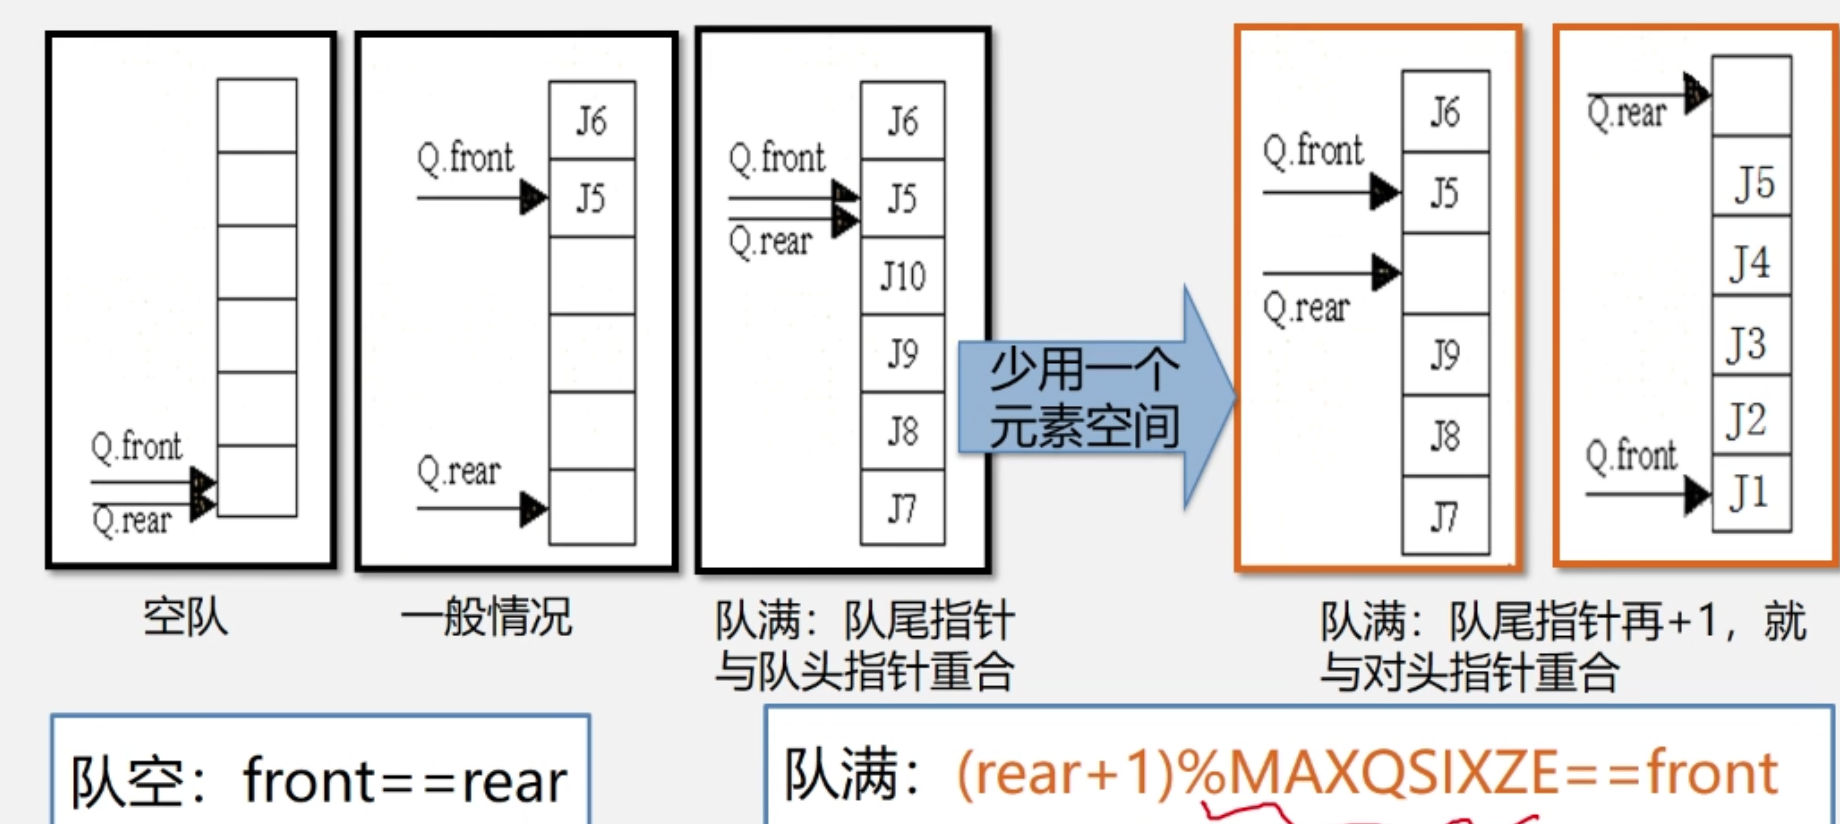 Q.front
Q.rear
空队
Q.front
Q.rear
J6
J5
一般情况
Q.front
Q.rear
J6
J5
J10
J9
J8
J7
队满：队尾指针
与队头指针重合
少用一个
元素空间
Q.front
Q.rear
J6
J5
J9
J8
J7
Q.rear
Q.front
J5
J4
J3
J2
J1
队满：队尾指针再+1，就
与对头指针重合
队空：front==rear
队满：(rear+1)%MAXQSIXZE==front